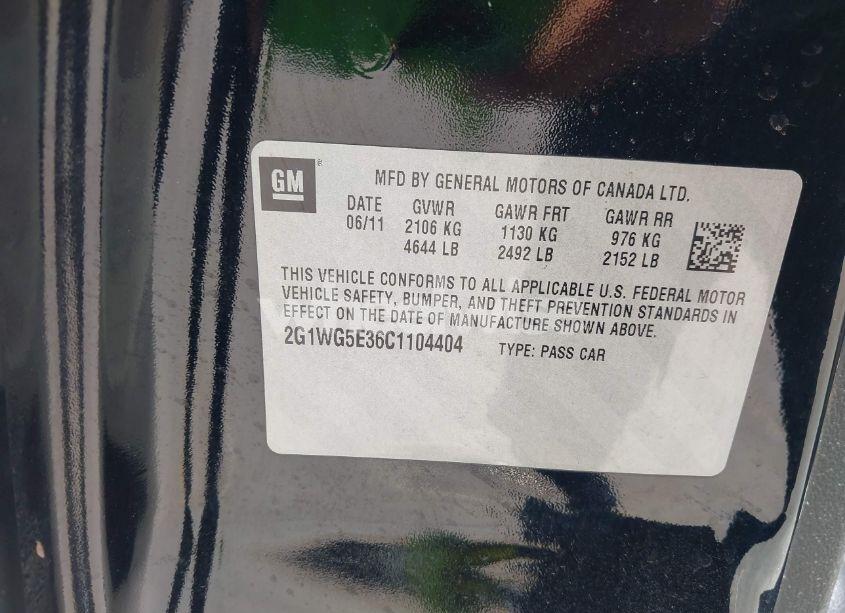 GM ®
MFD BY GENERAL MOTORS OF CANADA LTD.
DATE GVWR GAWR FRT GAWR RR
06/11 2106 KG 1130 KG 976 KG
4644 LB 2492 LB 2152 LB
THIS VEHICLE CONFORMS TO ALL APPLICABLE U.S. FEDERAL MOTOR
VEHICLE SAFETY, BUMPER, AND THEFT PREVENTION STANDARDS IN
EFFECT ON THE DATE OF MANUFACTURE SHOWN ABOVE.
2G1WG5E36C1104404 TYPE: PASS CAR